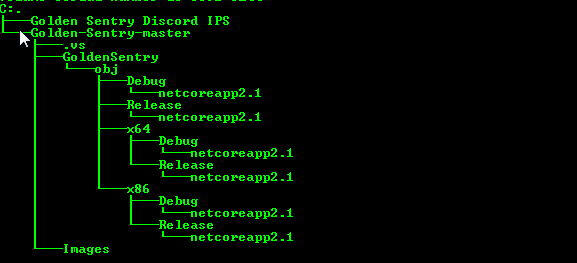 C:.
├───Golden Sentry Discord IPS
└───Golden-Sentry-master
    ├───.vs
    ├───GoldenSentry
    │   └───obj
    │       ├───Debug
    │       │   └───netcoreapp2.1
    │       ├───Release
    │       │   └───netcoreapp2.1
    │       ├───x64
    │       │   ├───Debug
    │       │   │   └───netcoreapp2.1
    │       │   └───Release
    │       │       └───netcoreapp2.1
    │       └───x86
    │           ├───Debug
    │           │   └───netcoreapp2.1
    │           └───Release
    │               └───netcoreapp2.1
    └───Images